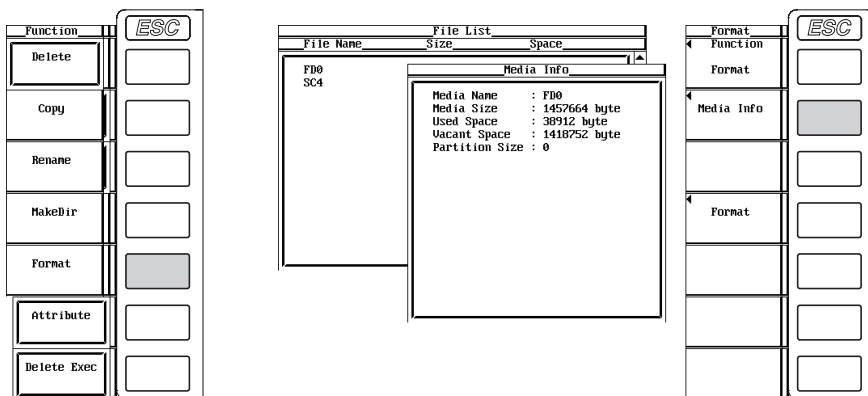 Function
ESC
Delete
Copy
Rename
MakeDir
Format
Attribute
Delete Exec
File List
File Name Size Space
FD0
SC4
Media Info
Media Name : FD0
Media Size : 1457664 byte
Used Space : 38912 byte
Vacant Space : 1418752 byte
Partition Size : 0
Format
ESC
Function
Format
Media Info
Format